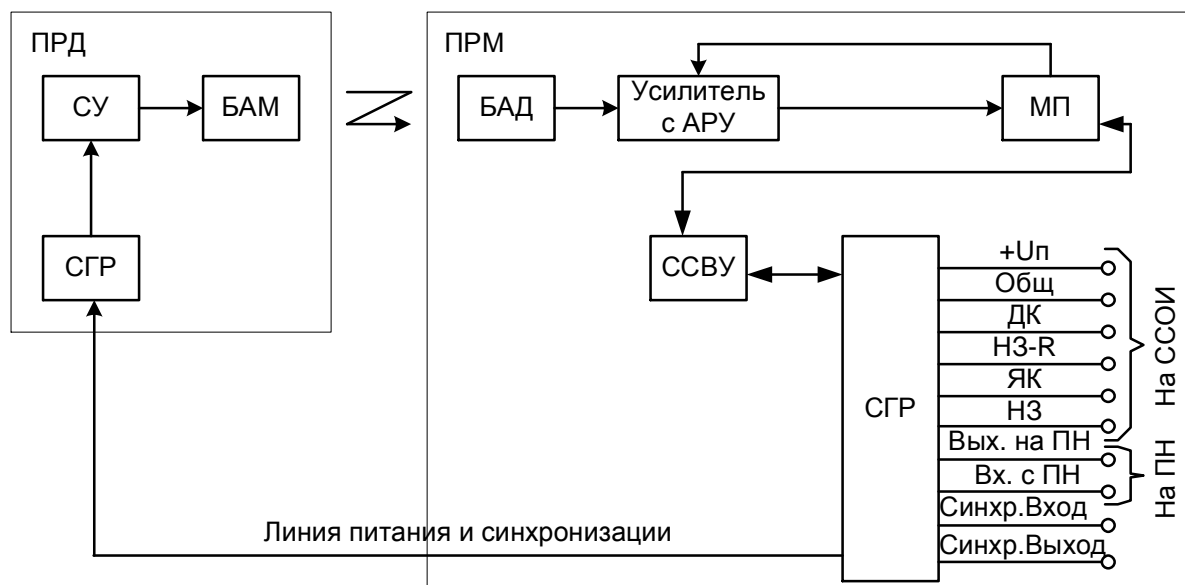 ПРД
СУ
БАМ
СГР
ПРМ
БАД
Усилитель
с АРУ
МП
ССВУ
СГР
+Uп
Общ
ДК
НЗ-R
ЯК
НЗ
Вых. на ПН
Вх. с ПН
Синхр.Вход
Синхр.Выход
На ССОИ
На ПН
Линия питания и синхронизации